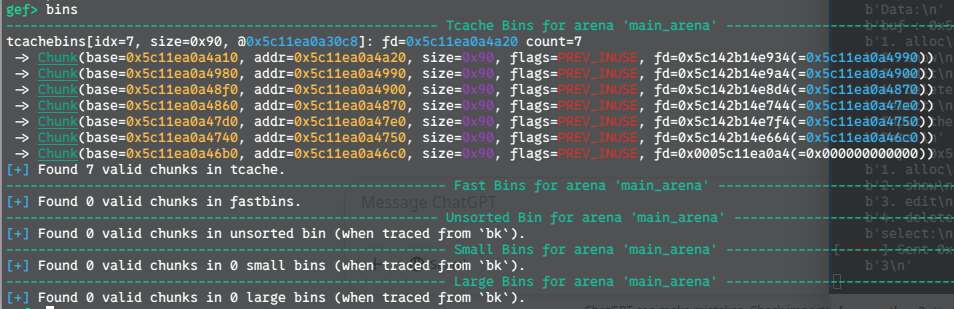 gef> bins
Tcache Bins for arena 'main_arena'
tcachebins[idx=7, size=0x90, @0x5c11ea0a30c8]: fd=0x5c11ea0a4a20 count=7
-> Chunk(base=0x5c11ea0a4a10, addr=0x5c11ea0a4a20, size=0x90, flags=PREV_INUSE, fd=0x5c142b14e934(=0x5c11ea0a4990))
-> Chunk(base=0x5c11ea0a4980, addr=0x5c11ea0a4990, size=0x90, flags=PREV_INUSE, fd=0x5c142b14e9a4(=0x5c11ea0a4900))
-> Chunk(base=0x5c11ea0a48f0, addr=0x5c11ea0a4900, size=0x90, flags=PREV_INUSE, fd=0x5c142b14e8d4(=0x5c11ea0a4870))
-> Chunk(base=0x5c11ea0a4860, addr=0x5c11ea0a4870, size=0x90, flags=PREV_INUSE, fd=0x5c142b14e744(=0x5c11ea0a47e0))
-> Chunk(base=0x5c11ea0a47d0, addr=0x5c11ea0a47e0, size=0x90, flags=PREV_INUSE, fd=0x5c142b14e7f4(=0x5c11ea0a4750))
-> Chunk(base=0x5c11ea0a4740, addr=0x5c11ea0a4750, size=0x90, flags=PREV_INUSE, fd=0x5c142b14e664(=0x5c11ea0a46c0))
-> Chunk(base=0x5c11ea0a46b0, addr=0x5c11ea0a46c0, size=0x90, flags=PREV_INUSE, fd=0x0005c11ea0a4(=0x000000000000))
[+] Found 7 valid chunks in tcache.
Fast Bins for arena 'main_arena'
[+] Found 0 valid chunks in fastbins.
Message ChatGPT
Unsorted Bin for arena 'main_arena'
[+] Found 0 valid chunks in unsorted bin (when traced from `bk`).
Small Bins for arena 'main_arena'
[+] Found 0 valid chunks in 0 small bins (when traced from `bk`).
Large Bins for arena 'main_arena'
[+] Found 0 valid chunks in 0 large bins (when traced from `bk`).
b'Data:\n'
b'1. alloc\
b'1. alloc\
b'2. show\n
b'3. edit\n
b'4. delete
b'select:\n
] Sent 0x
b'3\n'